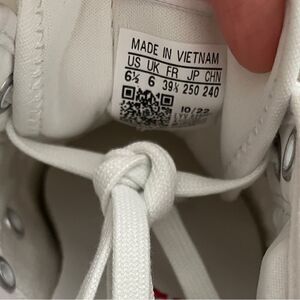 MADE IN VIETNAM
US UK FR JP CHN
6½ 6 39⅓ 250 240
10/22